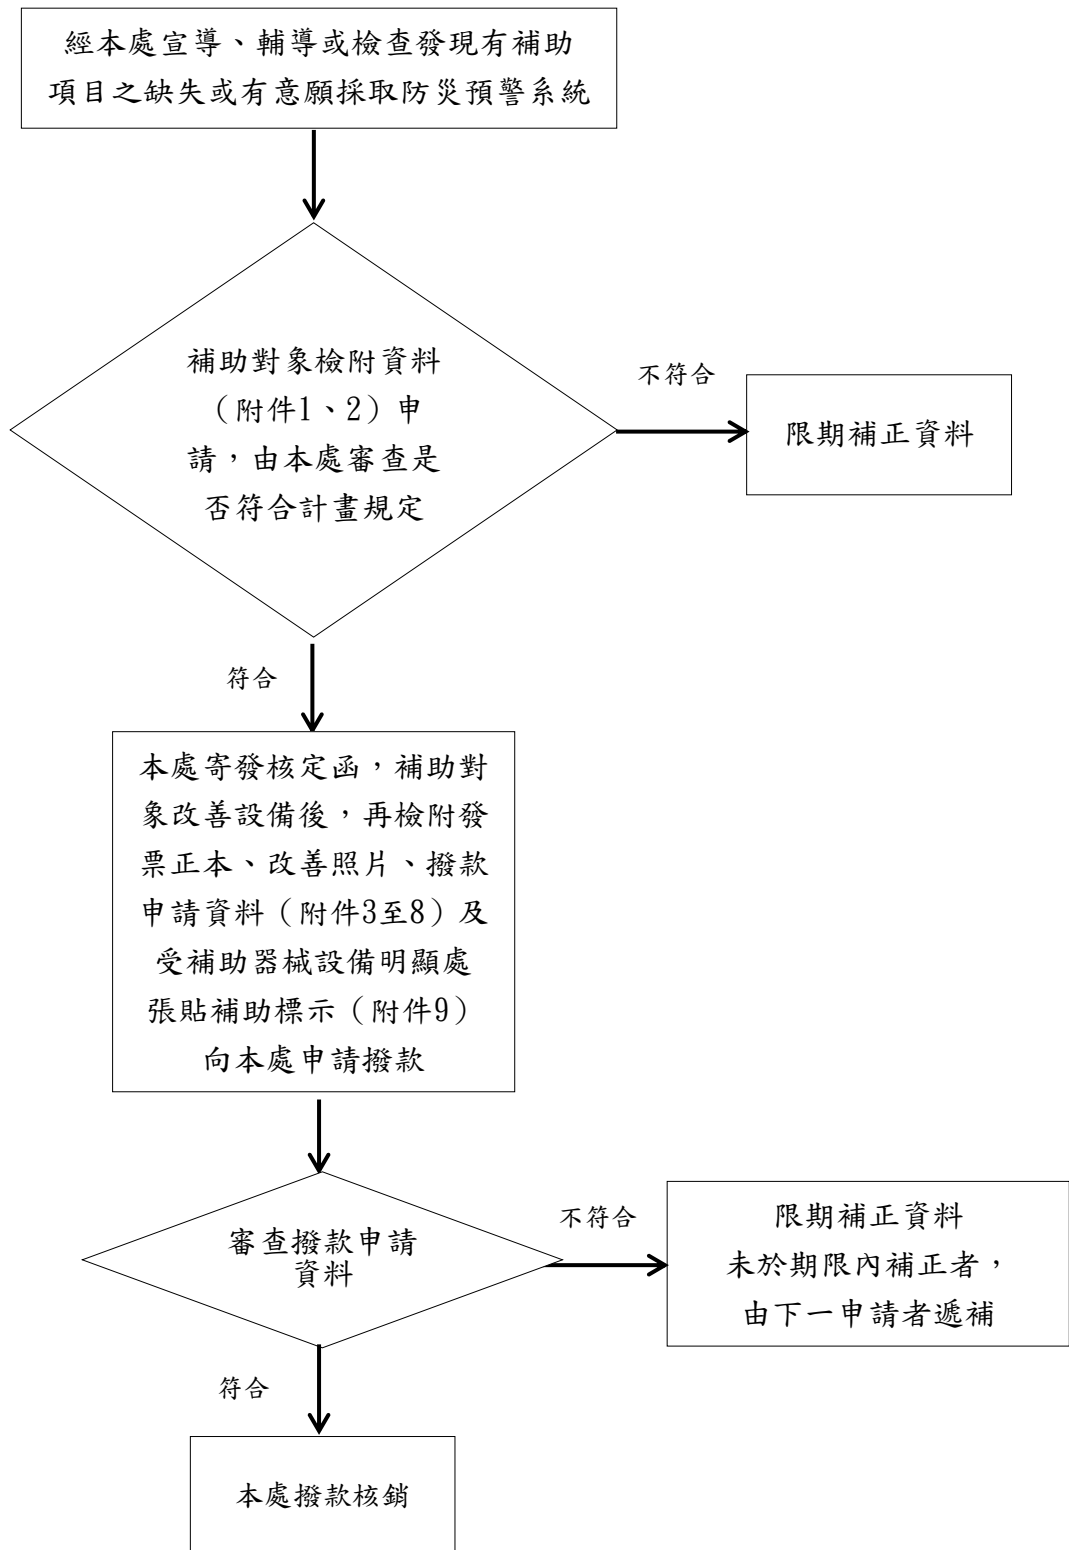 經本處宣導、輔導或檢查發現有補助
項目之缺失或有意願採取防災預警系統
補助對象檢附資料
（附件1、2）申
請，由本處審查是
否符合計畫規定
不符合
限期補正資料
符合
本處寄發核定函，補助對
象改善設備後，再檢附發
票正本、改善照片、撥款
申請資料（附件3至8）及
受補助器械設備明顯處
張貼補助標示（附件9）
向本處申請撥款
審查撥款申請
資料
不符合
限期補正資料
未於期限內補正者，
由下一申請者遞補
符合
本處撥款核銷